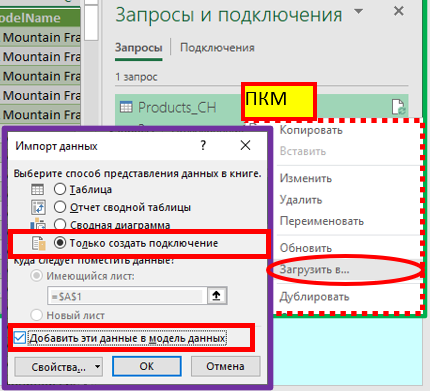 odelName
Mountain Fra
Mountain Fra
Mountain Fra
Mountain Fra
Mountain Fra
Запросы и подключения
Запросы
Подключения
1 запрос
Products_CH
ПКМ
Копировать
Вставить
Изменить
Удалить
Переименовать
Обновить
Загрузить в...
Дублировать
Импорт данных
Выберите способ представления данных в книге.
Таблица
Отчет сводной таблицы
Сводная диаграмма
Только создать подключение
Куда следует поместить данные?
Имеющийся лист:
=$A$1
Новый лист
Добавить эти данные в модель данных
Свойства...
ОК
Отмена